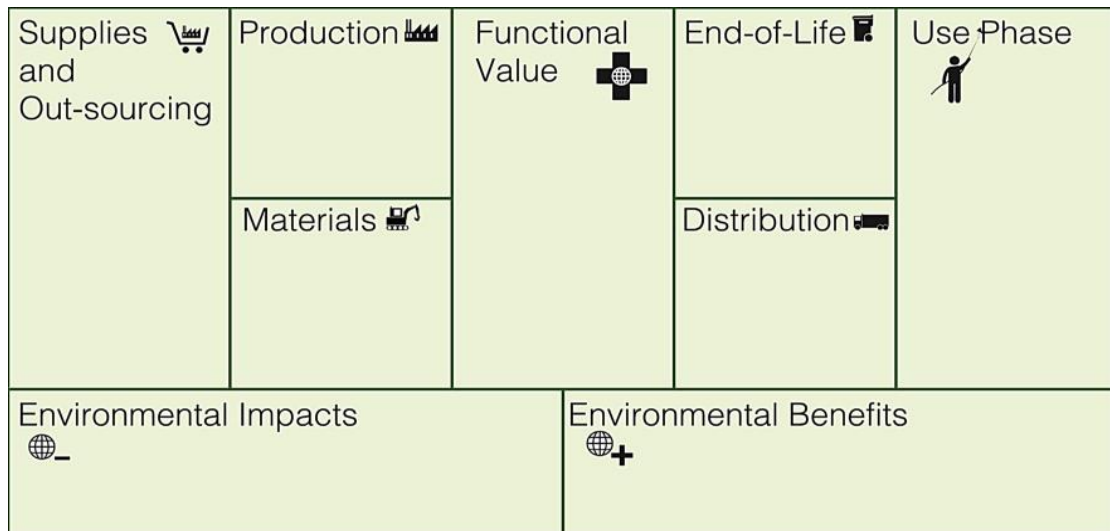 Supplies
and
Out-sourcing
Production
Materials
Functional
Value
End-of-Life
Distribution
Use Phase
Environmental Impacts
Environmental Benefits